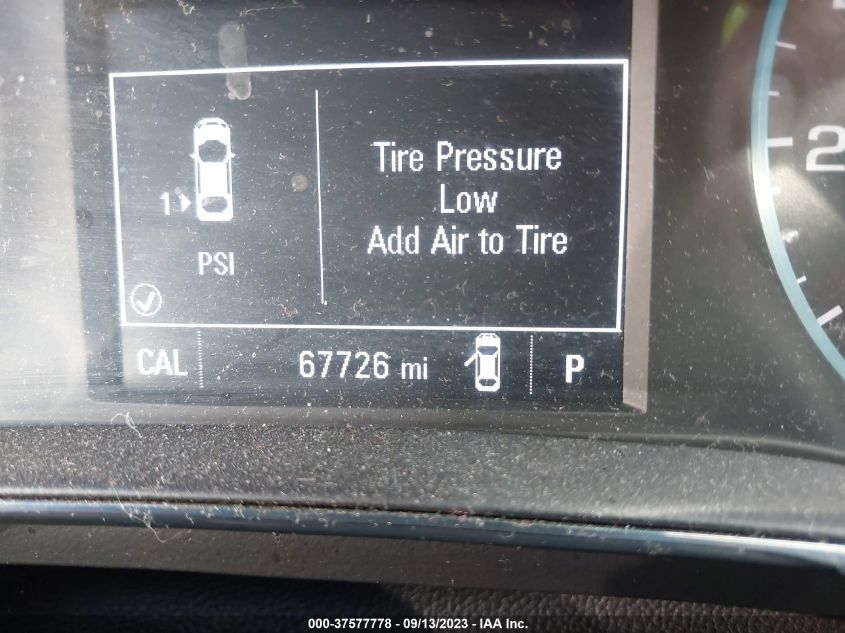 Tire Pressure
Low
Add Air to Tire
1
PSI
CAL
67726 mi
P
2
000-37577778 - 09/13/2023 - IAA Inc.